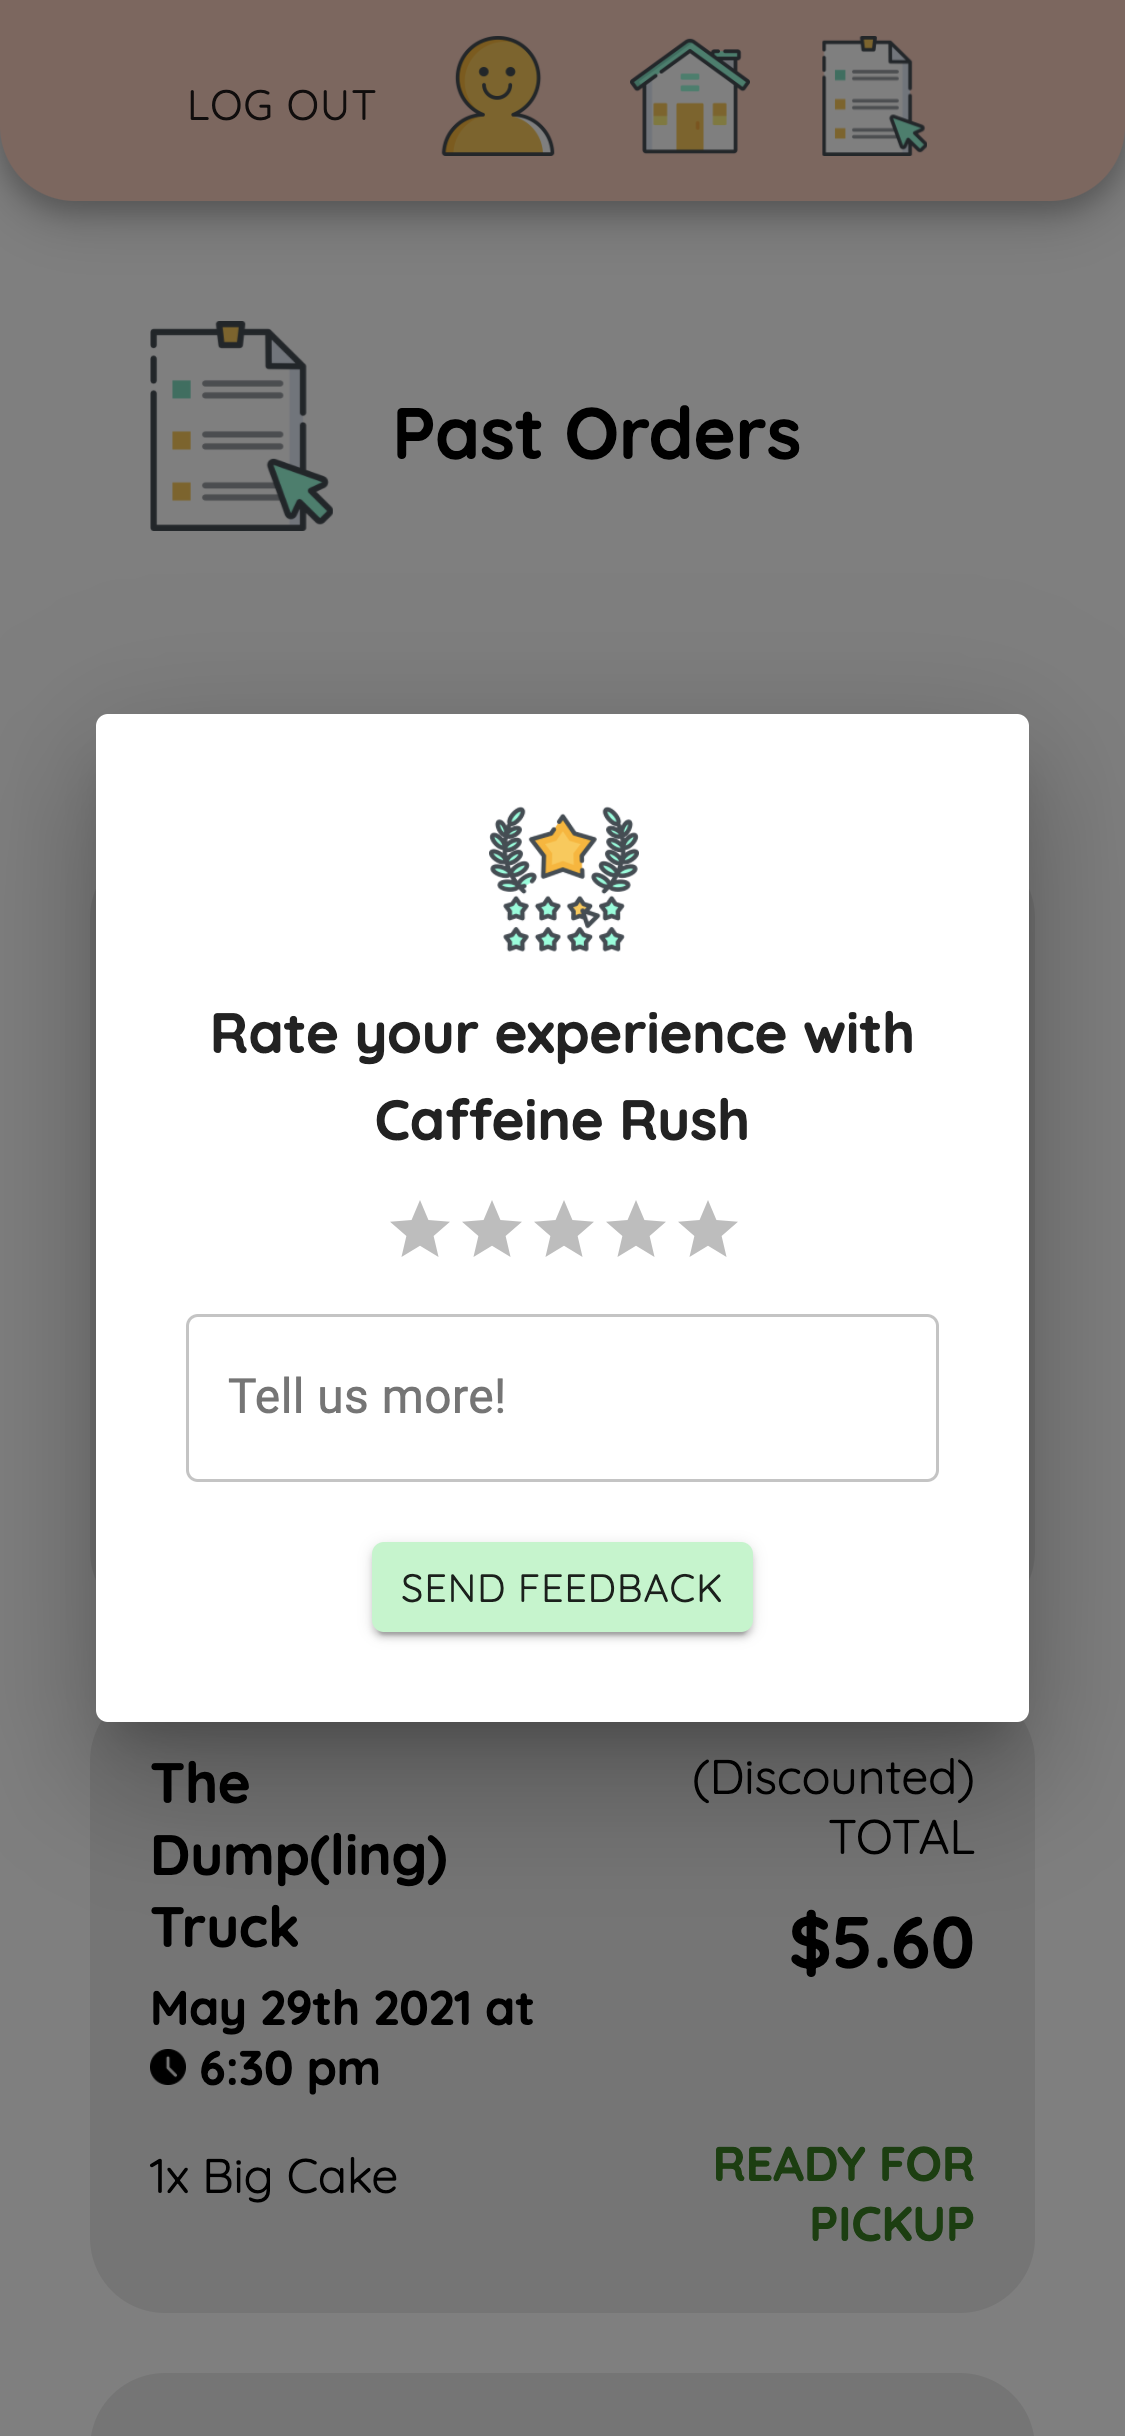 LOG OUT
Past Orders
Rate your experience with
Caffeine Rush
Tell us more!
SEND FEEDBACK
The
Dump(ling)
Truck
May 29th 2021 at
6:30 pm
1x Big Cake
(Discounted)
TOTAL
$5.60
READY FOR
PICKUP